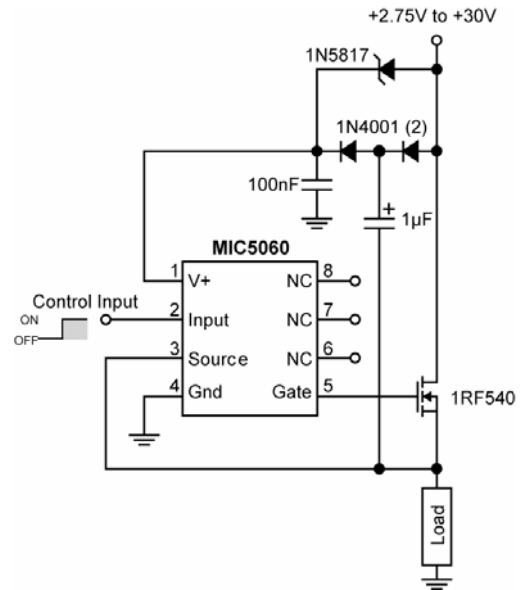 +2.75V to +30V
1N5817
1N4001 (2)
100nF
+
1µF
MIC5060
1 V+ NC 8
Control Input
ON
OFF
2 Input NC 7
3 Source NC 6
4 Gnd Gate 5
1RF540
Load